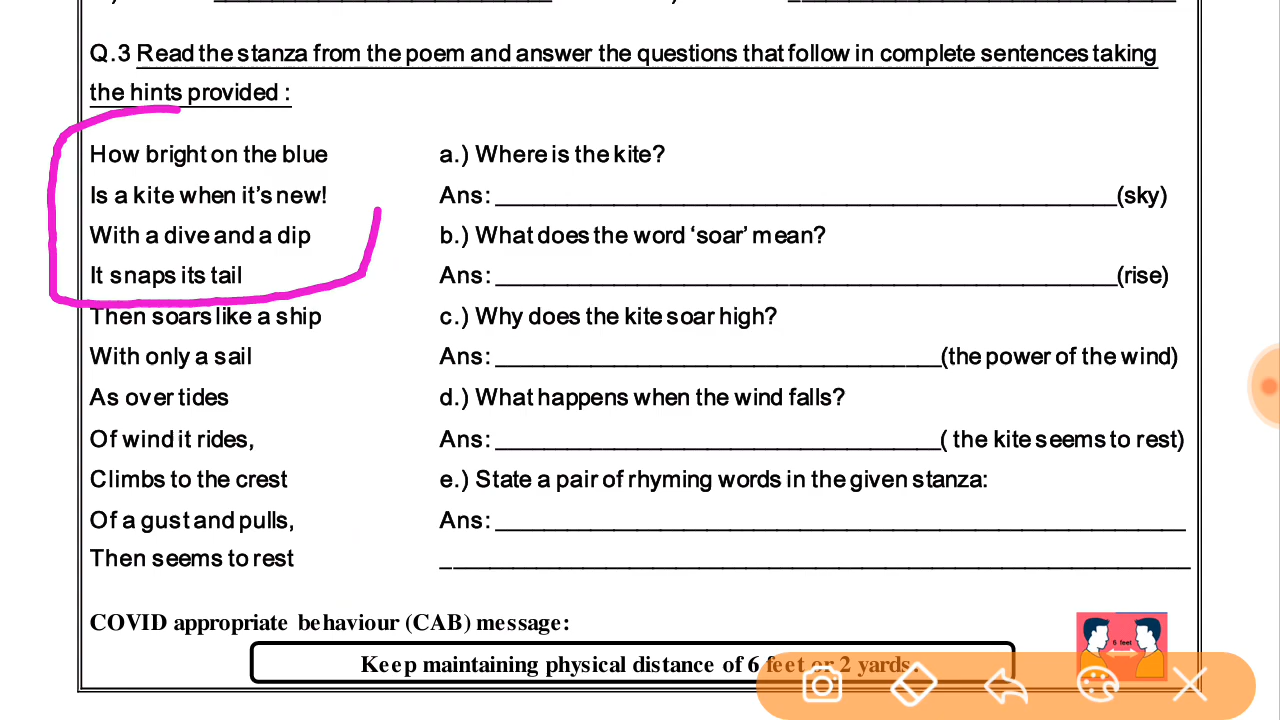 Q.3 Read the stanza from the poem and answer the questions that follow in complete sentences taking
the hints provided :
How bright on the blue
Is a kite when it's new!
With a dive and a dip
It snaps its tail
Then soars like a ship
With only a sail
As over tides
Of wind it rides,
Climbs to the crest
Of a gust and pulls,
Then seems to rest
a.) Where is the kite?
Ans: ____________________(sky)
b.) What does the word ‘soar’ mean?
Ans: ____________________(rise)
c.) Why does the kite soar high?
Ans: ____________________(the power of the wind)
d.) What happens when the wind falls?
Ans: ____________________( the kite seems to rest)
e.) State a pair of rhyming words in the given stanza:
Ans: ____________________
____________________
COVID appropriate behaviour (CAB) message:
6 feet
Keep maintaining physical distance of 6 feet or 2 yards.